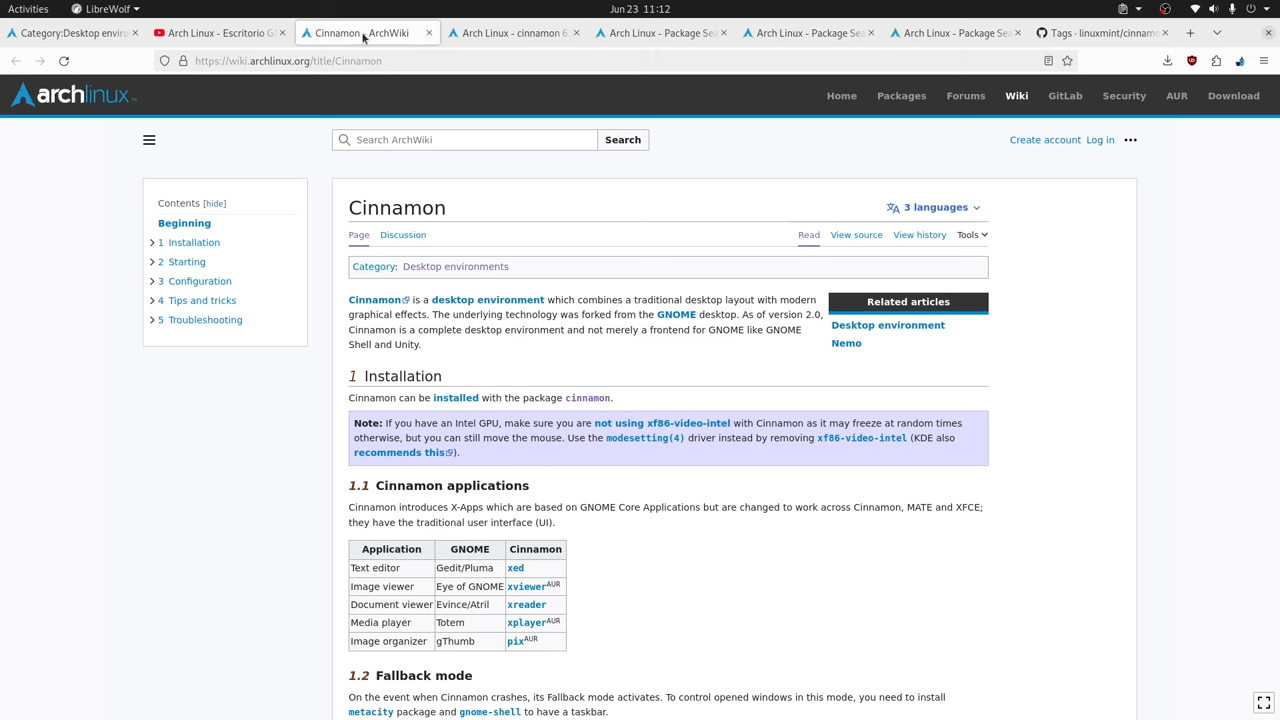 Activities
LibreWolf
Jun 23 11:12
Category:Desktop enviro
Arch Linux - Escritorio G
Cinnamon - ArchWiki
Arch Linux - cinnamon 6
Arch Linux - Package Sea
Arch Linux - Package Sea
Arch Linux - Package Sea
Tags · linuxmint/cinnamo
https://wiki.archlinux.org/title/Cinnamon
archlinux
Home
Packages
Forums
Wiki
GitLab
Security
AUR
Download
Search ArchWiki
Search
Create account
Log in
Contents [hide]
Beginning
1 Installation
2 Starting
3 Configuration
4 Tips and tricks
5 Troubleshooting
Cinnamon
3 languages
Page
Discussion
Read
View source
View history
Tools
Category: Desktop environments
Cinnamon is a desktop environment which combines a traditional desktop layout with modern
graphical effects. The underlying technology was forked from the GNOME desktop. As of version 2.0,
Cinnamon is a complete desktop environment and not merely a frontend for GNOME like GNOME
Shell and Unity.
Related articles
Desktop environment
Nemo
1 Installation
Cinnamon can be installed with the package cinnamon.
Note: If you have an Intel GPU, make sure you are not using xf86-video-intel with Cinnamon as it may freeze at random times
otherwise, but you can still move the mouse. Use the modesetting(4) driver instead by removing xf86-video-intel (KDE also
recommends this).
1.1 Cinnamon applications
Cinnamon introduces X-Apps which are based on GNOME Core Applications but are changed to work across Cinnamon, MATE and XFCE;
they have the traditional user interface (UI).
Application GNOME Cinnamon
Text editor Gedit/Pluma xed
Image viewer Eye of GNOME xviewerAUR
Document viewer Evince/Atril xreader
Media player Totem xplayerAUR
Image organizer gThumb pixAUR
1.2 Fallback mode
On the event when Cinnamon crashes, its Fallback mode activates. To control opened windows in this mode, you need to install
metacity package and gnome-shell to have a taskbar.